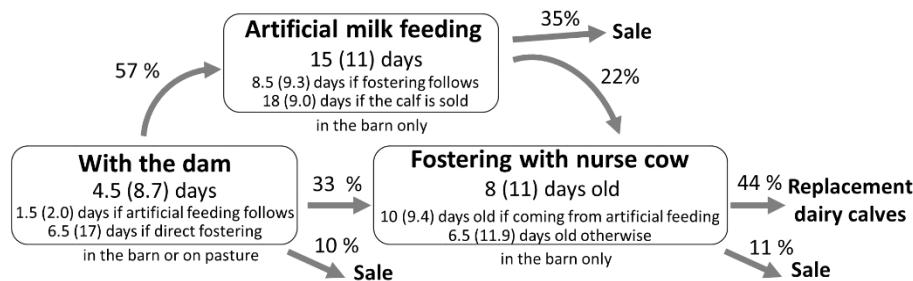 Artificial milk feeding
15 (11) days
8.5 (9.3) days if fostering follows
18 (9.0) days if the calf is sold
in the barn only
35%
Sale
57 %
22%
With the dam
4.5 (8.7) days
1.5 (2.0) days if artificial feeding follows
6.5 (17) days if direct fostering
in the barn or on pasture
33 %
10 %
Sale
Fostering with nurse cow
8 (11) days old
10 (9.4) days old if coming from artificial feeding
6.5 (11.9) days old otherwise
in the barn only
44 %
Replacement
dairy calves
11 %
Sale